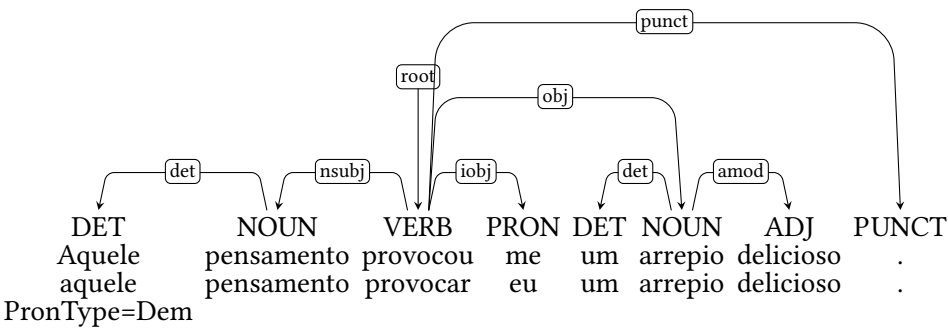 punct
root
obj
det nsubj iobj det amod
DET NOUN VERB PRON DET NOUN ADJ PUNCT
Aquele pensamento provocou me um arrepio delicioso .
aquele pensamento provocar eu um arrepio delicioso .
PronType=Dem